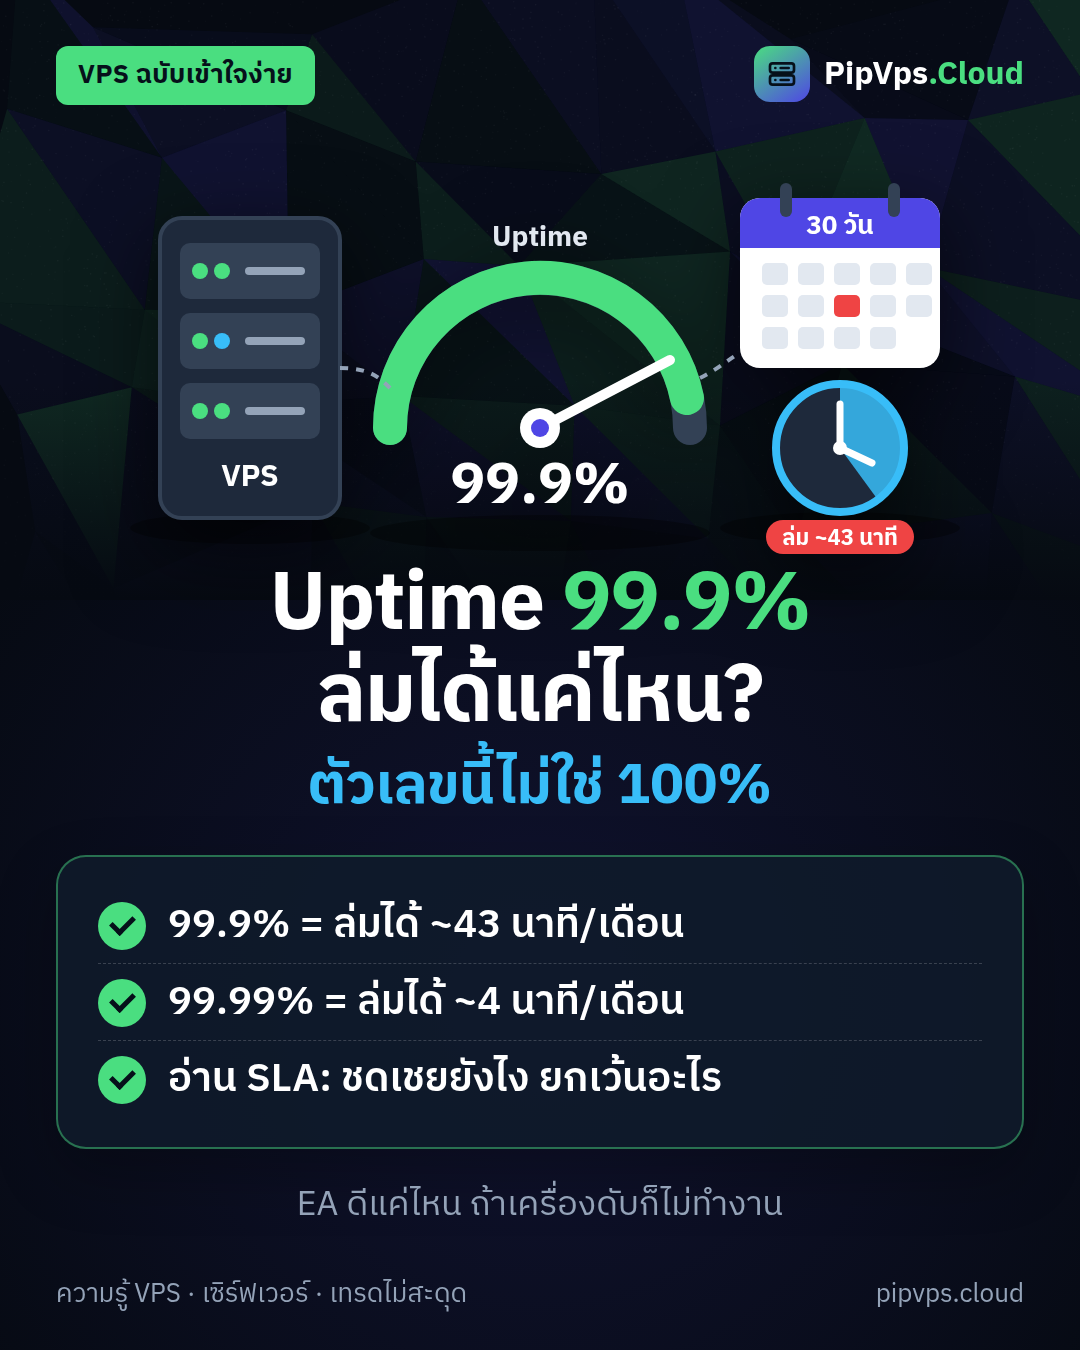 VPS ฉบับเข้าใจง่าย
PipVps.Cloud
Uptime
30 วัน
VPS
99.9%
ล่ม ~43 นาที
Uptime 99.9%
ล่มได้แค่ไหน?
ตัวเลขนี้ไม่ใช่ 100%
99.9% = ล่มได้ ~43 นาที/เดือน
99.99% = ล่มได้ ~4 นาที/เดือน
อ่าน SLA: ชดเชยยังไง ยกเว้นอะไร
EA ดีแค่ไหน ถ้าเครื่องดับก็ไม่ทำงาน
ความรู้ VPS · เซิร์ฟเวอร์ · เทรดไม่สะดุด
pipvps.cloud